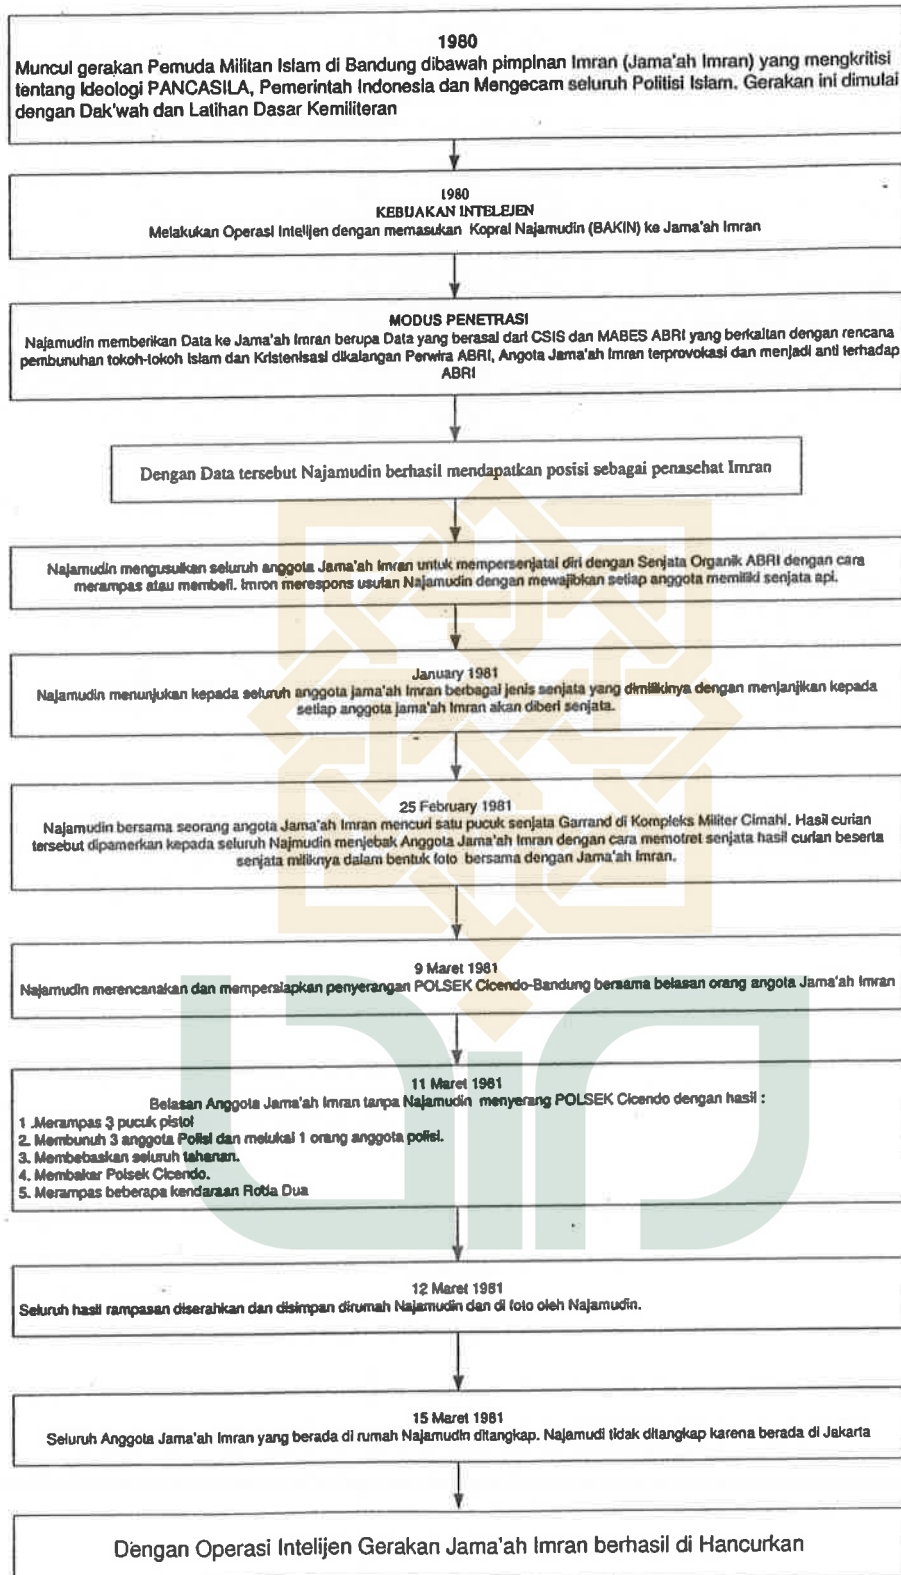 1980
Muncul gerakan Pemuda Militan Islam di Bandung dibawah pimpinan Imran (Jama'ah Imran) yang mengkritisi
tentang Ideologi PANCASILA, Pemerintah Indonesia dan Mengecam seluruh Politisi Islam. Gerakan ini dimulai
dengan Dak'wah dan Latihan Dasar Kemiliteran
1980
KEBIJAKAN INTELEJEN
Melakukan Operasi Intelijen dengan memasukan Kopral Najamudin (BAKIN) ke Jama'ah Imran
MODUS PENETRASI
Najamudin memberikan Data ke Jama'ah Imran berupa Data yang berasal dari CSIS dan MABES ABRI yang berkaitan dengan rencana
pembunuhan tokoh-tokoh Islam dan Kristenisasi dikalangan Perwira ABRI, Angota Jama'ah Imran terprovokasi dan menjadi anti terhadap
ABRI
Dengan Data tersebut Najamudin berhasil mendapatkan posisi sebagai penasehat Imran
Najamudin mengusulkan seluruh anggota Jama'ah Imran untuk mempersenjatai diri dengan Senjata Organik ABRI dengan cara
merampas atau membeli. Imron merespons usulan Najamudin dengan mewajibkan setiap anggota memiliki senjata api.
January 1981
Najamudin menunjukan kepada seluruh anggota jama'ah Imran berbagai jenis senjata yang dimilikinya dengan menjanjikan kepada
setiap anggota jama'ah Imran akan diberi senjata.
25 February 1981
Najamudin bersama seorang angota Jama'ah Imran mencuri satu pucuk senjata Garrand di Kompleks Militer Cimahi. Hasil curian
tersebut dipamerkan kepada seluruh Najmudin menjebak Anggota Jama'ah Imran dengan cara memotret senjata hasil curian beserta
senjata miliknya dalam bentuk foto bersama dengan Jama'ah Imran.
9 Maret 1981
Najamudin merencanakan dan mempersiapkan penyerangan POLSEK Cicendo-Bandung bersama belasan orang angota Jama'ah Imran
11 Maret 1981
Belasan Anggota Jama'ah Imran tanpa Najamudin menyerang POLSEK Cicendo dengan hasil :
1 .Merampas 3 pucuk pistol
2. Membunuh 3 anggota Polisi dan melukai 1 orang anggota polisi.
3. Membebaskan seluruh tahanan.
4. Membakar Polsek Cicendo.
5. Merampas beberapa kendaraan Rotia Dua
12 Maret 1981
Seluruh hasil rampasan diserahkan dan disimpan dirumah Najamudin dan di foto oleh Najamudin.
15 Maret 1981
Seluruh Anggota Jama'ah Imran yang berada di rumah Najamudin ditangkap. Najamudi tidak ditangkap karena berada di Jakarta
Dengan Operasi Intelijen Gerakan Jama'ah Imran berhasil di Hancurkan